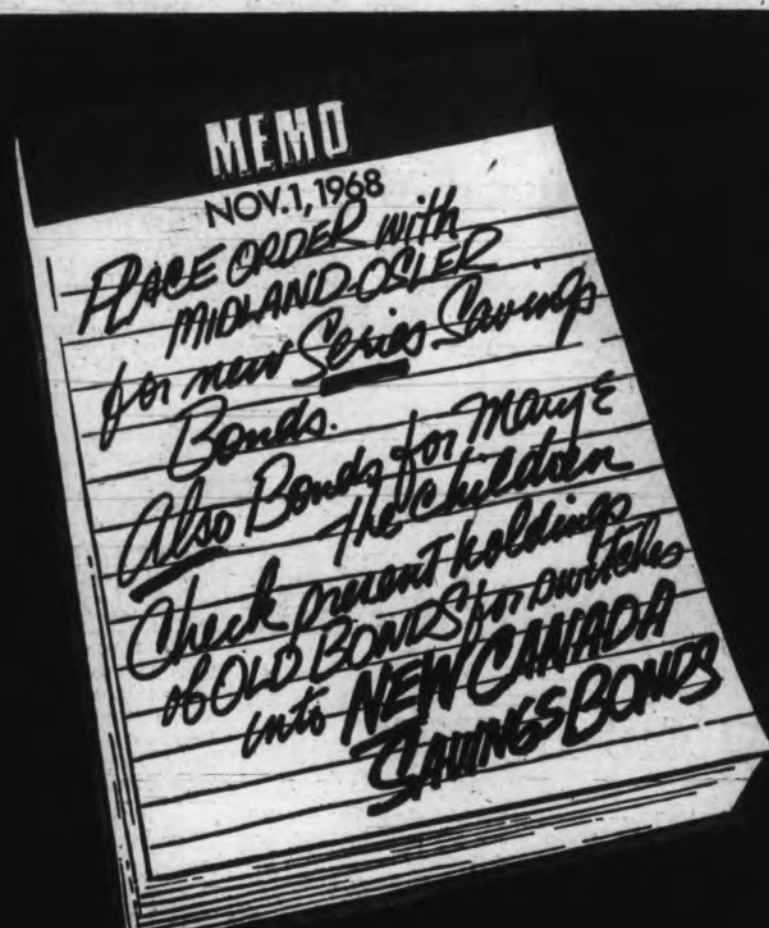 MEMO
NOV. 1, 1968
PLACE ORDER with
MIDLAND-OSLER
for new Series Savings
Bonds.
Also Bonds for Mary &
the children
Check present holdings
of OLD BONDS for switches
into NEW CANADA
SAVINGS BONDS